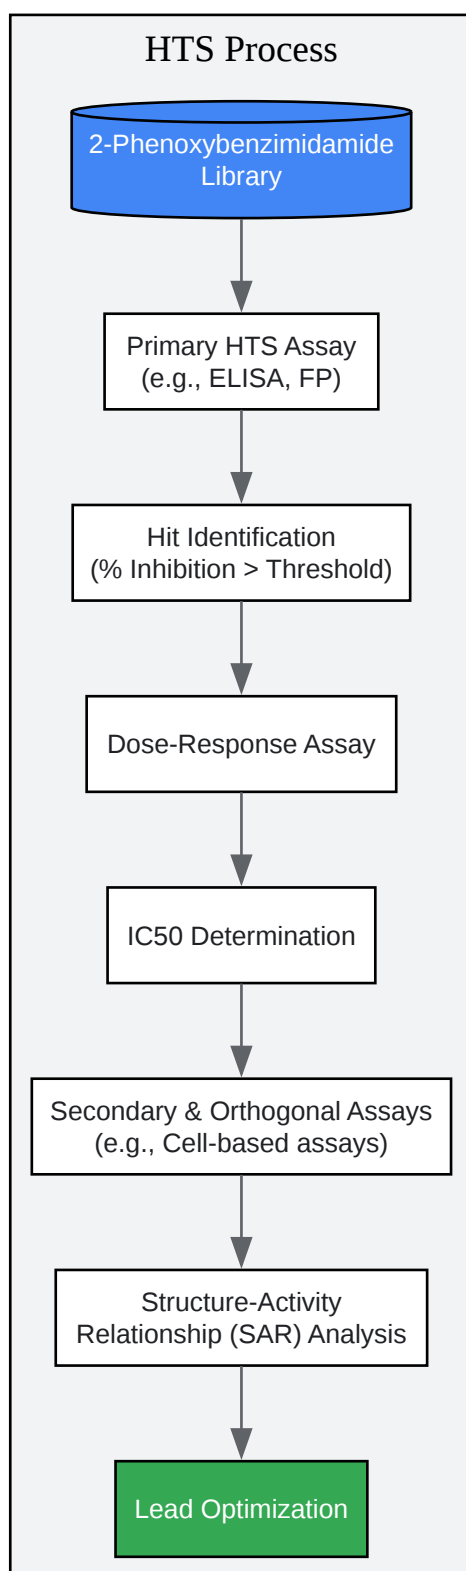 HTS Process
2-Phenoxybenzimidamide
Library
Primary HTS Assay
(e.g., ELISA, FP)
Hit Identification
(% Inhibition > Threshold)
Dose-Response Assay
IC50 Determination
Secondary & Orthogonal Assays
(e.g., Cell-based assays)
Structure-Activity
Relationship (SAR) Analysis
Lead Optimization